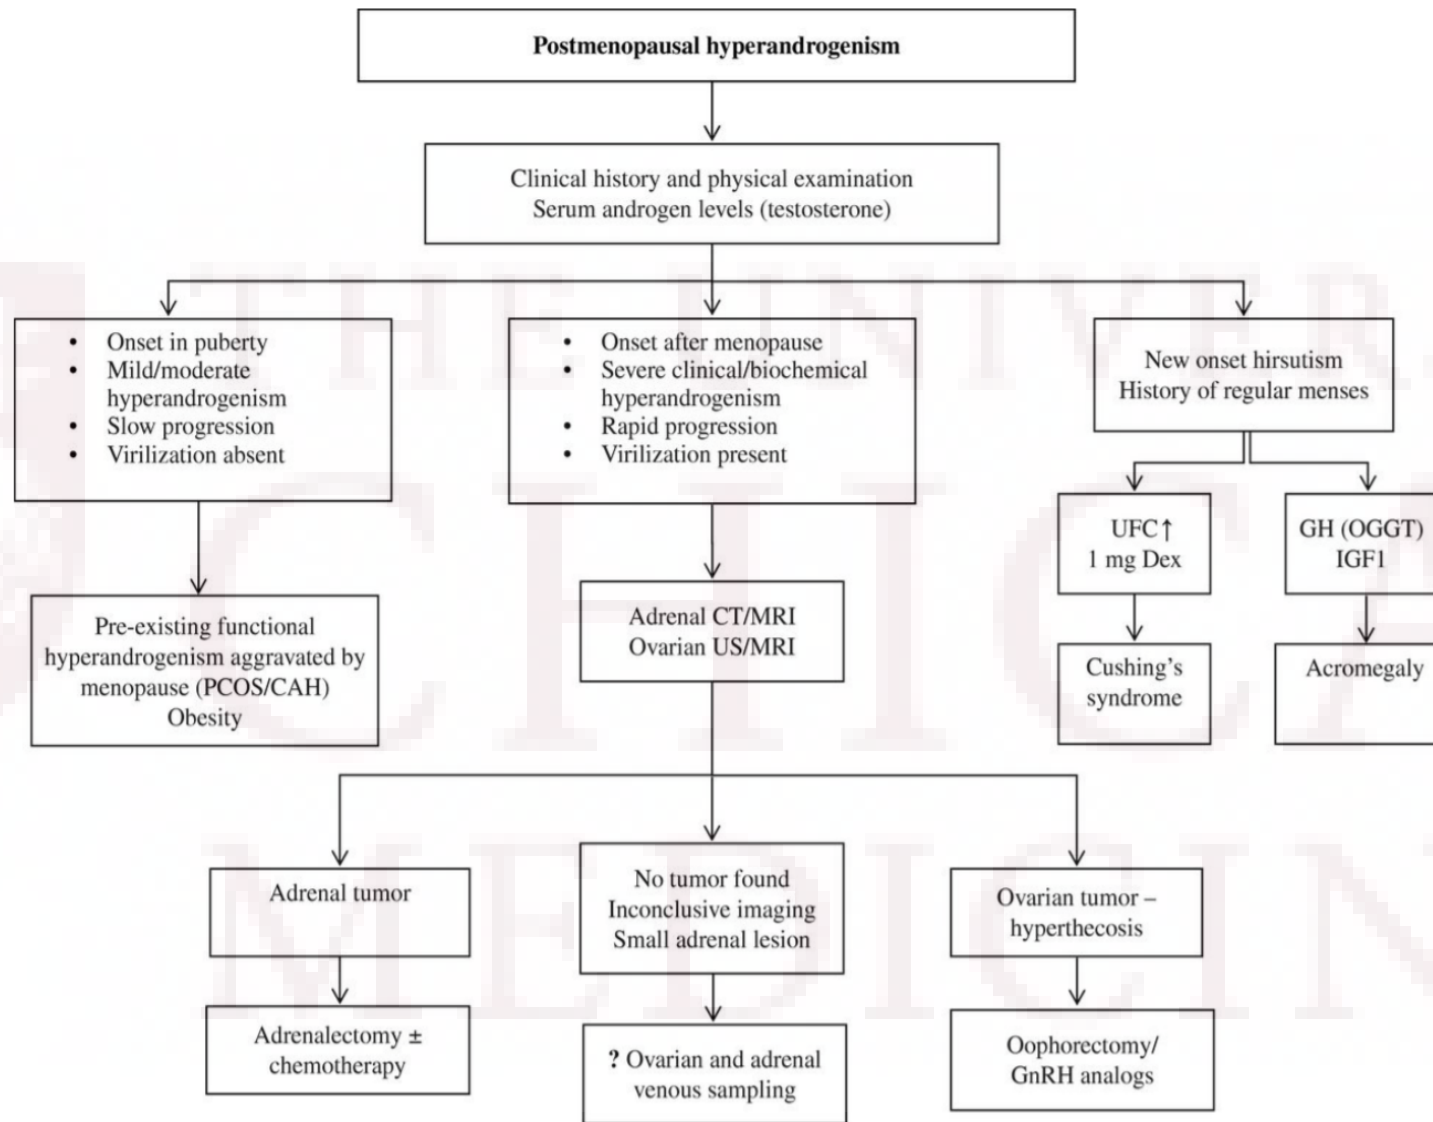 Postmenopausal hyperandrogenism
Clinical history and physical examination
Serum androgen levels (testosterone)
• Onset in puberty
• Mild/moderate
hyperandrogenism
• Slow progression
• Virilization absent
• Onset after menopause
• Severe clinical/biochemical
hyperandrogenism
• Rapid progression
• Virilization present
New onset hirsutism
History of regular menses
UFC↑
1 mg Dex
GH (OGGT)
IGF1
Pre-existing functional
hyperandrogenism aggravated by
menopause (PCOS/CAH)
Obesity
Adrenal CT/MRI
Ovarian US/MRI
Cushing’s
syndrome
Acromegaly
Adrenal tumor
No tumor found
Inconclusive imaging
Small adrenal lesion
Ovarian tumor –
hyperthecosis
Adrenalectomy ±
chemotherapy
? Ovarian and adrenal
venous sampling
Oophorectomy/
GnRH analogs
THE UNIVER
CHICA
MEDICIN